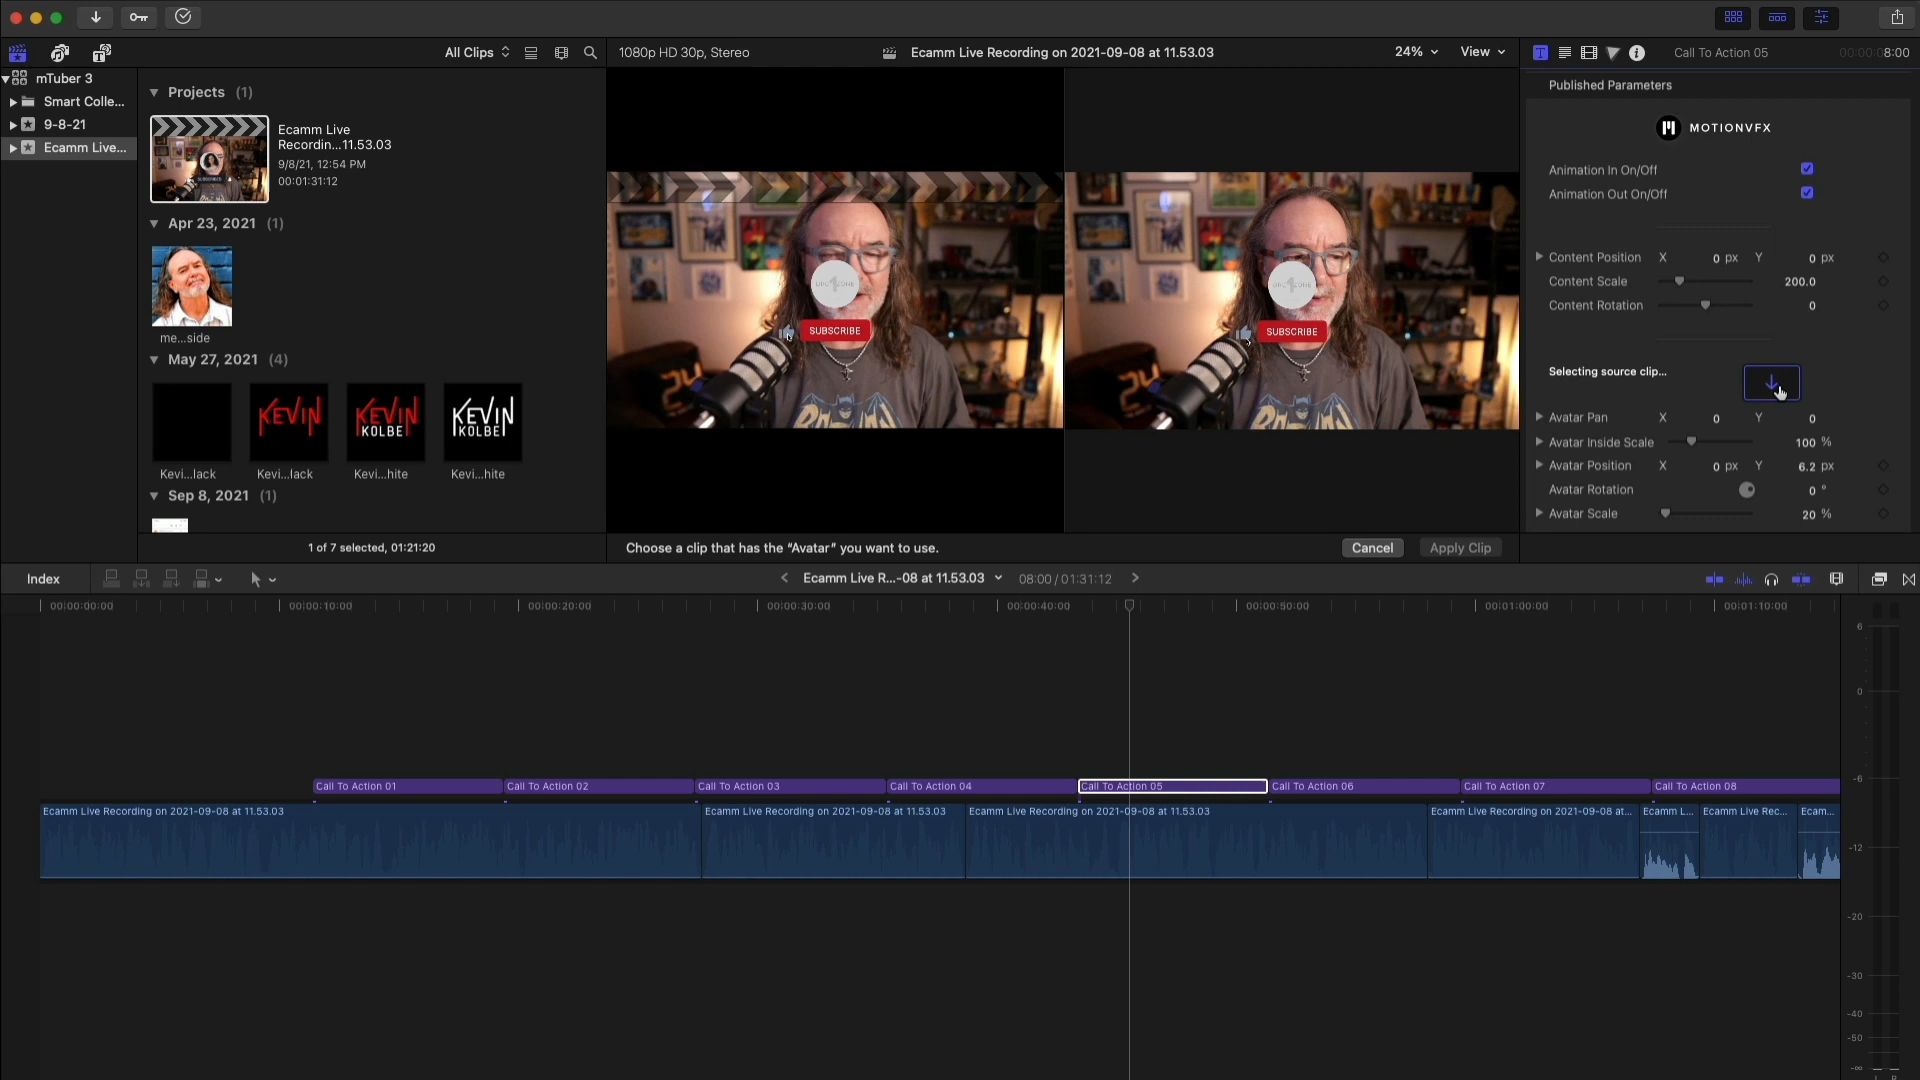 All Clips
1080p HD 30p, Stereo
Ecamm Live Recording on 2021-09-08 at 11.53.03
24%
View
Call To Action 05
00:00:08:00
mTuber 3
Smart Colle...
9-8-21
Ecamm Live...
Projects (1)
Ecamm Live
Recordin...11.53.03
9/8/21, 12:54 PM
00:01:31:12
Apr 23, 2021 (1)
me...side
May 27, 2021 (4)
KEVIN
KEVIN
KOLBE
KEVIN
KOLBE
Kevi...lack
Kevi...lack
Kevi...hite
Kevi...hite
Sep 8, 2021 (1)
1 of 7 selected, 01:21:20
SUBSCRIBE
SUBSCRIBE
Choose a clip that has the “Avatar” you want to use.
Cancel
Apply Clip
Published Parameters
MOTIONVFX
Animation In On/Off
Animation Out On/Off
Content Position X 0 px Y 0 px
Content Scale 200.0
Content Rotation 0
Selecting source clip...
Avatar Pan X 0 Y 0
Avatar Inside Scale 100 %
Avatar Position X 0 px Y 6.2 px
Avatar Rotation 0 °
Avatar Scale 20 %
Index
Ecamm Live R...-08 at 11.53.03
08:00 / 01:31:12
00:00:00:00
00:00:10:00
00:00:20:00
00:00:30:00
00:00:40:00
00:00:50:00
00:01:00:00
00:01:10:00
Call To Action 01
Call To Action 02
Call To Action 03
Call To Action 04
Call To Action 05
Call To Action 06
Call To Action 07
Call To Action 08
Ecamm Live Recording on 2021-09-08 at 11.53.03
Ecamm Live Recording on 2021-09-08 at 11.53.03
Ecamm Live Recording on 2021-09-08 at 11.53.03
Ecamm Live Recording on 2021-09-08 at...
Ecamm L...
Ecamm Live Rec...
Ecam...
6
0
-6
-12
-20
-30
-40
-50
-∞
L R